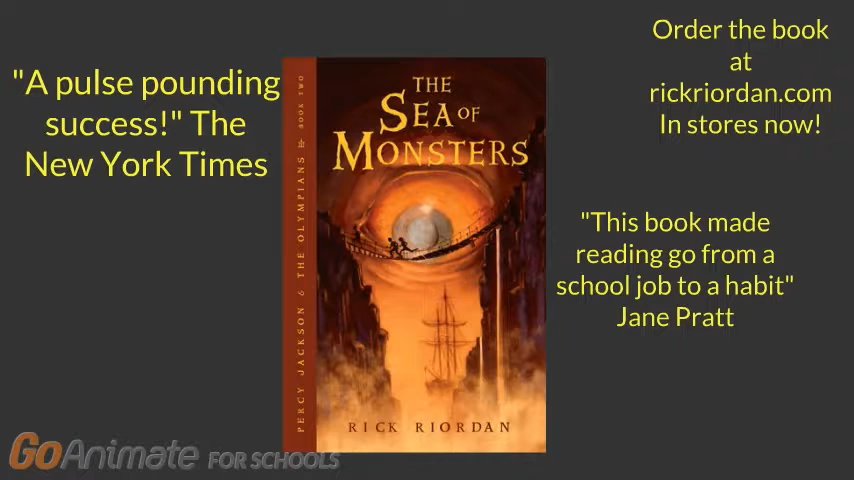 "A pulse pounding
success!" The
New York Times
PERCY JACKSON & THE OLYMPIANS BOOK TWO
THE
SEA OF
MONSTERS
RICK RIORDAN
Order the book
at
rickriordan.com
In stores now!
"This book made
reading go from a
school job to a habit"
Jane Pratt
GoAnimate FOR SCHOOLS